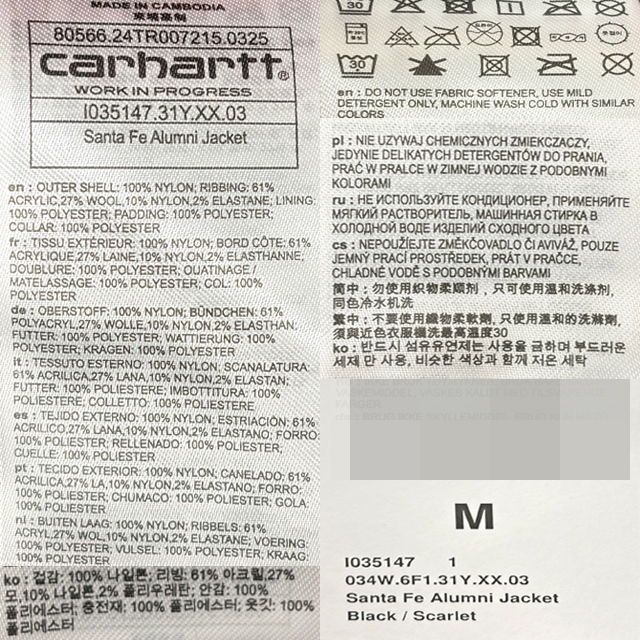 MADE IN CAMBODIA
柬埔寨制
80566.24TR007215.0325
carhartt®
WORK IN PROGRESS
I035147.31Y.XX.03
Santa Fe Alumni Jacket
en : OUTER SHELL: 100% NYLON; RIBBING: 61%
ACRYLIC,27% WOOL,10% NYLON,2% ELASTANE; LINING:
100% POLYESTER; PADDING: 100% POLYESTER;
COLLAR: 100% POLYESTER
fr : TISSU EXTÉRIEUR: 100% NYLON; BORD CÔTE: 61%
ACRYLIQUE,27% LAINE,10% NYLON,2% ELASTHANNE,
DOUBLURE: 100% POLYESTER; OUATINAGE /
MATELASSAGE: 100% POLYESTER; COL: 100%
POLYESTER
de : OBERSTOFF: 100% NYLON; BÜNDCHEN: 61%
POLYACRYL,27% WOLLE,10% NYLON,2% ELASTHAN,
FUTTER: 100% POLYESTER; WATTIERUNG: 100%
POLYESTER; KRAGEN: 100% POLYESTER
it : TESSUTO ESTERNO: 100% NYLON; SCANALATURA:
61% ACRILICA,27% LANA,10% NYLON,2% ELASTAN;
FUTTER: 100% POLIESTERE; IMBOTTITURA: 100%
POLIESTERE; COLLETTO: 100% POLIESTERE
es : TEJIDO EXTERNO: 100% NYLON; ESTRIACIÓN: 61%
ACRILICO,27% LANA,10% NYLON,2% ELASTANO; FORRO:
100% POLIESTER; RELLENADO: 100% POLIESTER;
CUELLE: 100% POLIESTER
pt : TECIDO EXTERIOR: 100% NYLON; CANELADO: 61%
ACRILICA,27% LA,10% NYLON,2% ELASTANO; FORRO:
100% POLIESTER; CHUMACO: 100% POLIESTER; GOLA:
100% POLIESTER
nl : BUITEN LAAG: 100% NYLON; RIBBELS: 61%
ACRYL,27% WOL,10% NYLON,2% ELASTAN; VOERING:
100% POLYESTER; VULSEL: 100% POLYESTER; KRAAG:
100% POLYESTER
ko : 겉감: 100% 나일론; 리빙: 61% 아크릴,27%
모,10% 나일론,2% 폴리우레탄; 안감: 100%
폴리에스터; 충전재: 100% 폴리에스터; 옷깃: 100%
폴리에스터
30
30
en : DO NOT USE FABRIC SOFTENER, USE MILD
DETERGENT ONLY, MACHINE WASH COLD WITH SIMILAR
COLORS
pl : NIE UZYWAJ CHEMICZNYCH ZMIEKCZACZY,
JEDYNIE DELIKATYCH DETERGENTÓW DO PRANIA,
PRAĆ W PRALCE W ZIMNEJ WODZIE Z PODOBNYMI
KOLORAMI
ru : НЕ ИСПОЛЬЗУЙТЕ КОНДИЦИОНЕР, ПРИМЕНЯЙТЕ
МЯГКИЙ РАСТВОРИТЕЛЬ, МАШИННАЯ СТИРКА В
ХОЛОДНОЙ ВОДЕ ИЗДЕЛИЙ СХОДНОГО ЦВЕТА
cs : NEPOUŽÍEJTE ZMĚKČOVADLO ČI AVIVÁŽ, POUZE
JEMNÝ PRACÍ PROSTŘEDEK, PRÁT V PRAČCE,
CHLADNÉ VODĚ S PODOBNÝMI BARVAMI
简中 : 勿使用织物柔顺剂，只可使用温和洗涤剂,
同色冷水机洗
繁中 : 不要使用織物柔軟劑, 只使用溫和的洗滌劑,
須與近色衣服機洗最高溫度30
ko : 반드시 섬유유연제는 사용을 금하며 부드러운
세제 만 사용, 비슷한 색상과 함께 저온 세탁
M
I035147 1
034W.6F1.31Y.XX.03
Santa Fe Alumni Jacket
Black / Scarlet